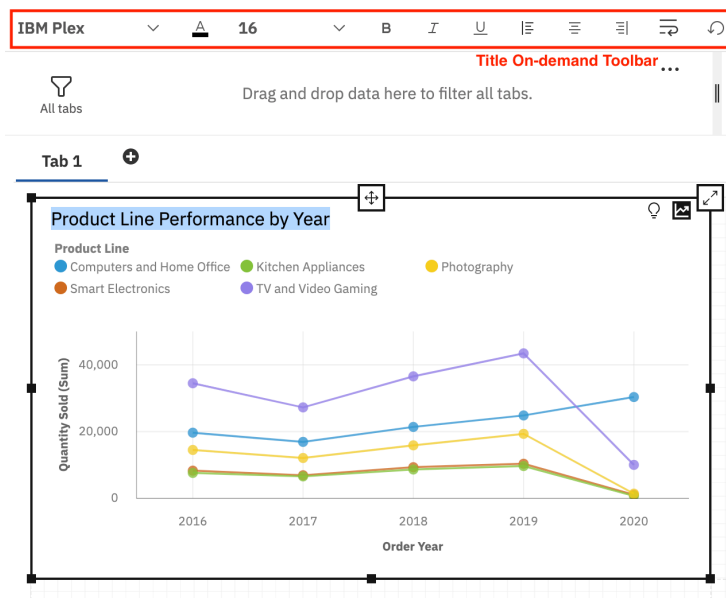 IBM Plex A 16 B I U
Title On-demand Toolbar
All tabs
Drag and drop data here to filter all tabs.
Tab 1
Product Line Performance by Year
Product Line
Computers and Home Office Kitchen Appliances Photography
Smart Electronics TV and Video Gaming
Quantity Sold (Sum)
40,000
20,000
0
2016 2017 2018 2019 2020
Order Year